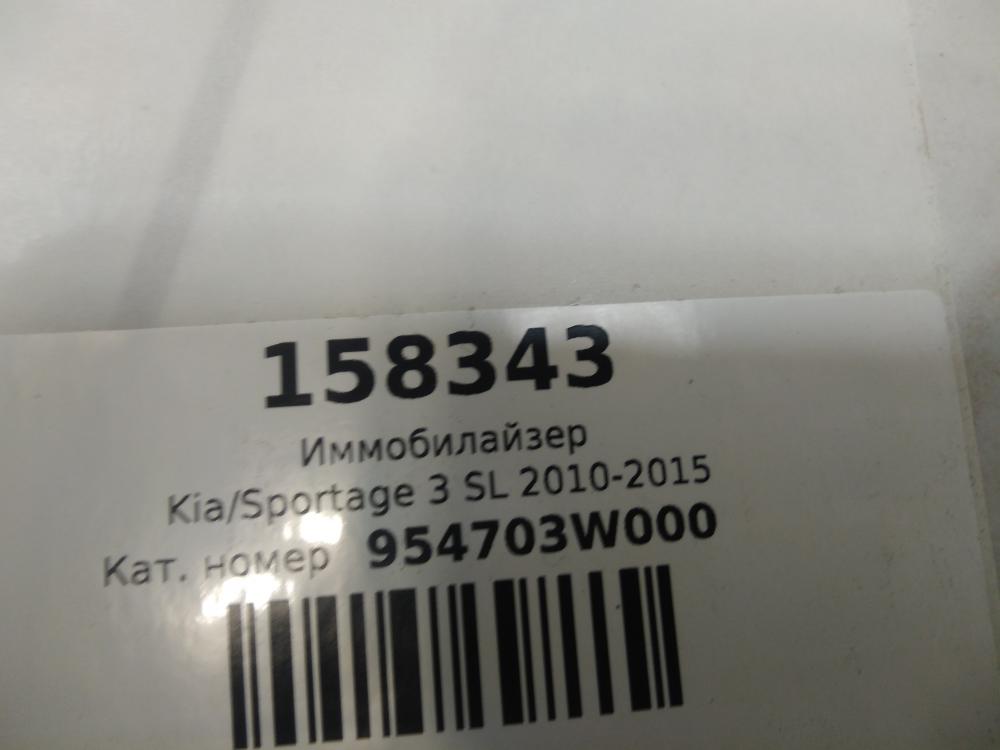 158343
Иммобилайзер
Kia/Sportage 3 SL 2010-2015
Кат. номер 954703W000